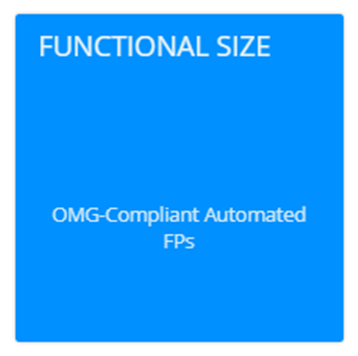 FUNCTIONAL SIZE
OMG-Compliant Automated
FPs